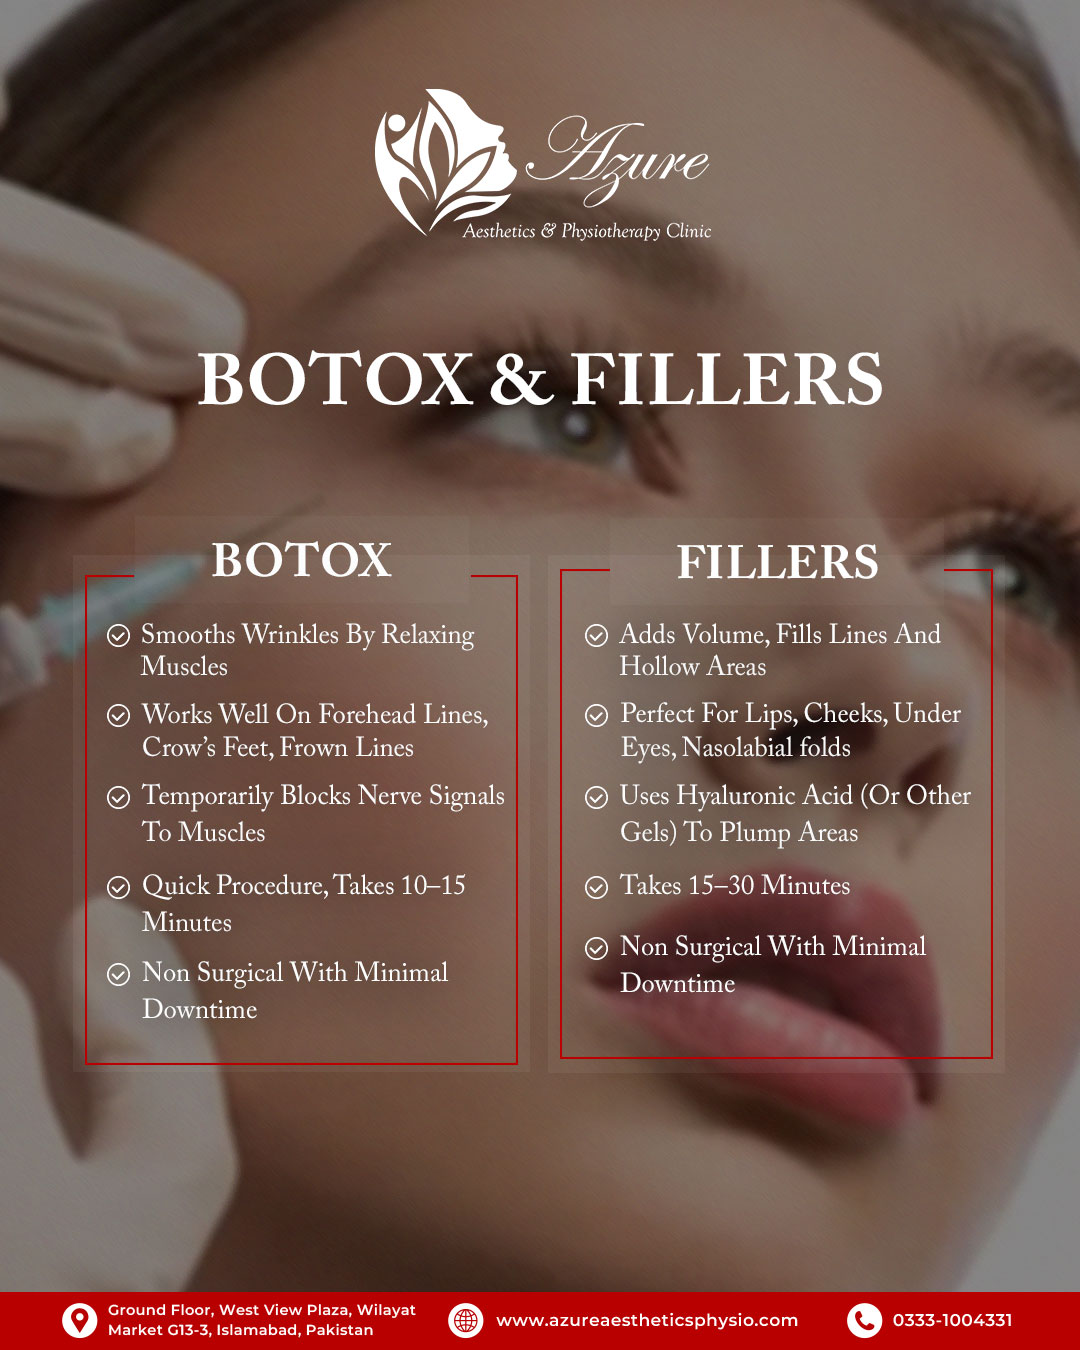 Azure
Aesthetics & Physiotherapy Clinic
BOTOX & FILLERS
BOTOX
Smooths Wrinkles By Relaxing
Muscles
Works Well On Forehead Lines,
Crow's Feet, Frown Lines
Temporarily Blocks Nerve Signals
To Muscles
Quick Procedure, Takes 10–15
Minutes
Non Surgical With Minimal
Downtime
FILLERS
Adds Volume, Fills Lines And
Hollow Areas
Perfect For Lips, Cheeks, Under
Eyes, Nasolabial folds
Uses Hyaluronic Acid (Or Other
Gels) To Plump Areas
Takes 15–30 Minutes
Non Surgical With Minimal
Downtime
Ground Floor, West View Plaza, Wilayat
Market G13-3, Islamabad, Pakistan
www.azureaestheticsphysio.com
0333-1004331